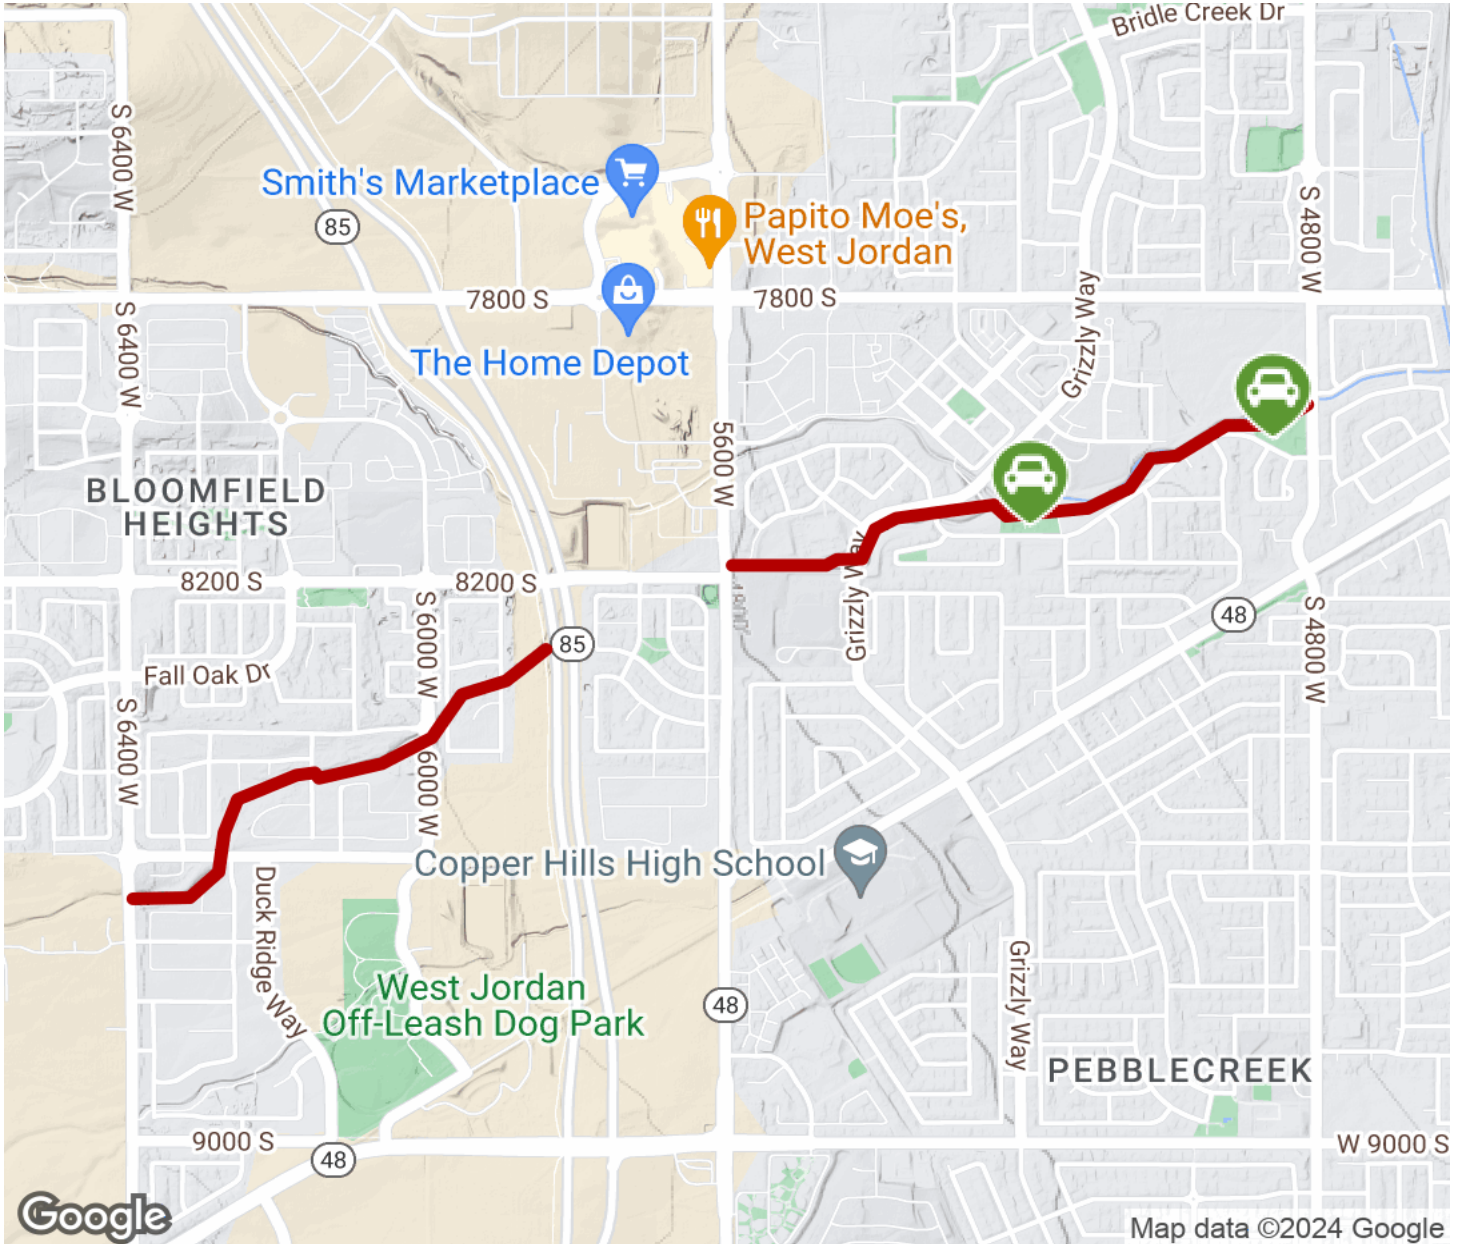 Bridle Creek Dr
S 6400 W
Smith's Marketplace
85
Papito Moe's,
West Jordan
S 4800 W
7800 S
7800 S
S 6400 W
The Home Depot
Grizzly Way
5600 W
BLOOMFIELD
HEIGHTS
8200 S
8200 S
Grizzly Way
S 6000 W
85
48
S 4800 W
Fall Oak Dr
S 6400 W
6000 W
Copper Hills High School
Duck Ridge Way
West Jordan
Off-Leash Dog Park
48
Grizzly Way
PEBBLECREEK
9000 S
48
W 9000 S
Google
Map data ©2024 Google